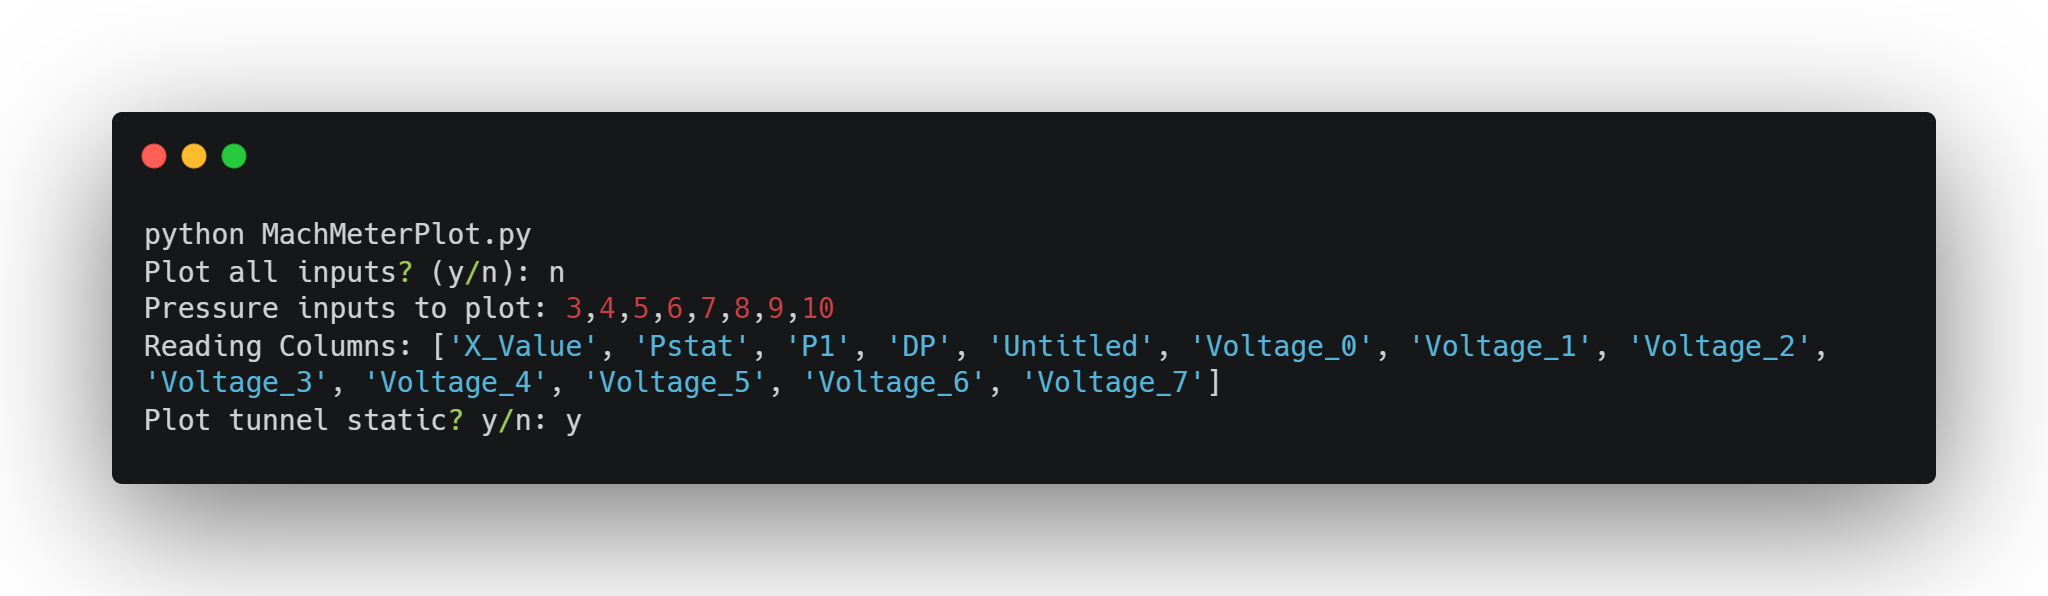 python MachMeterPlot.py
Plot all inputs? (y/n): n
Pressure inputs to plot: 3,4,5,6,7,8,9,10
Reading Columns: ['X_Value', 'Pstat', 'P1', 'DP', 'Untitled', 'Voltage_0', 'Voltage_1', 'Voltage_2',
'Voltage_3', 'Voltage_4', 'Voltage_5', 'Voltage_6', 'Voltage_7']
Plot tunnel static? y/n: y